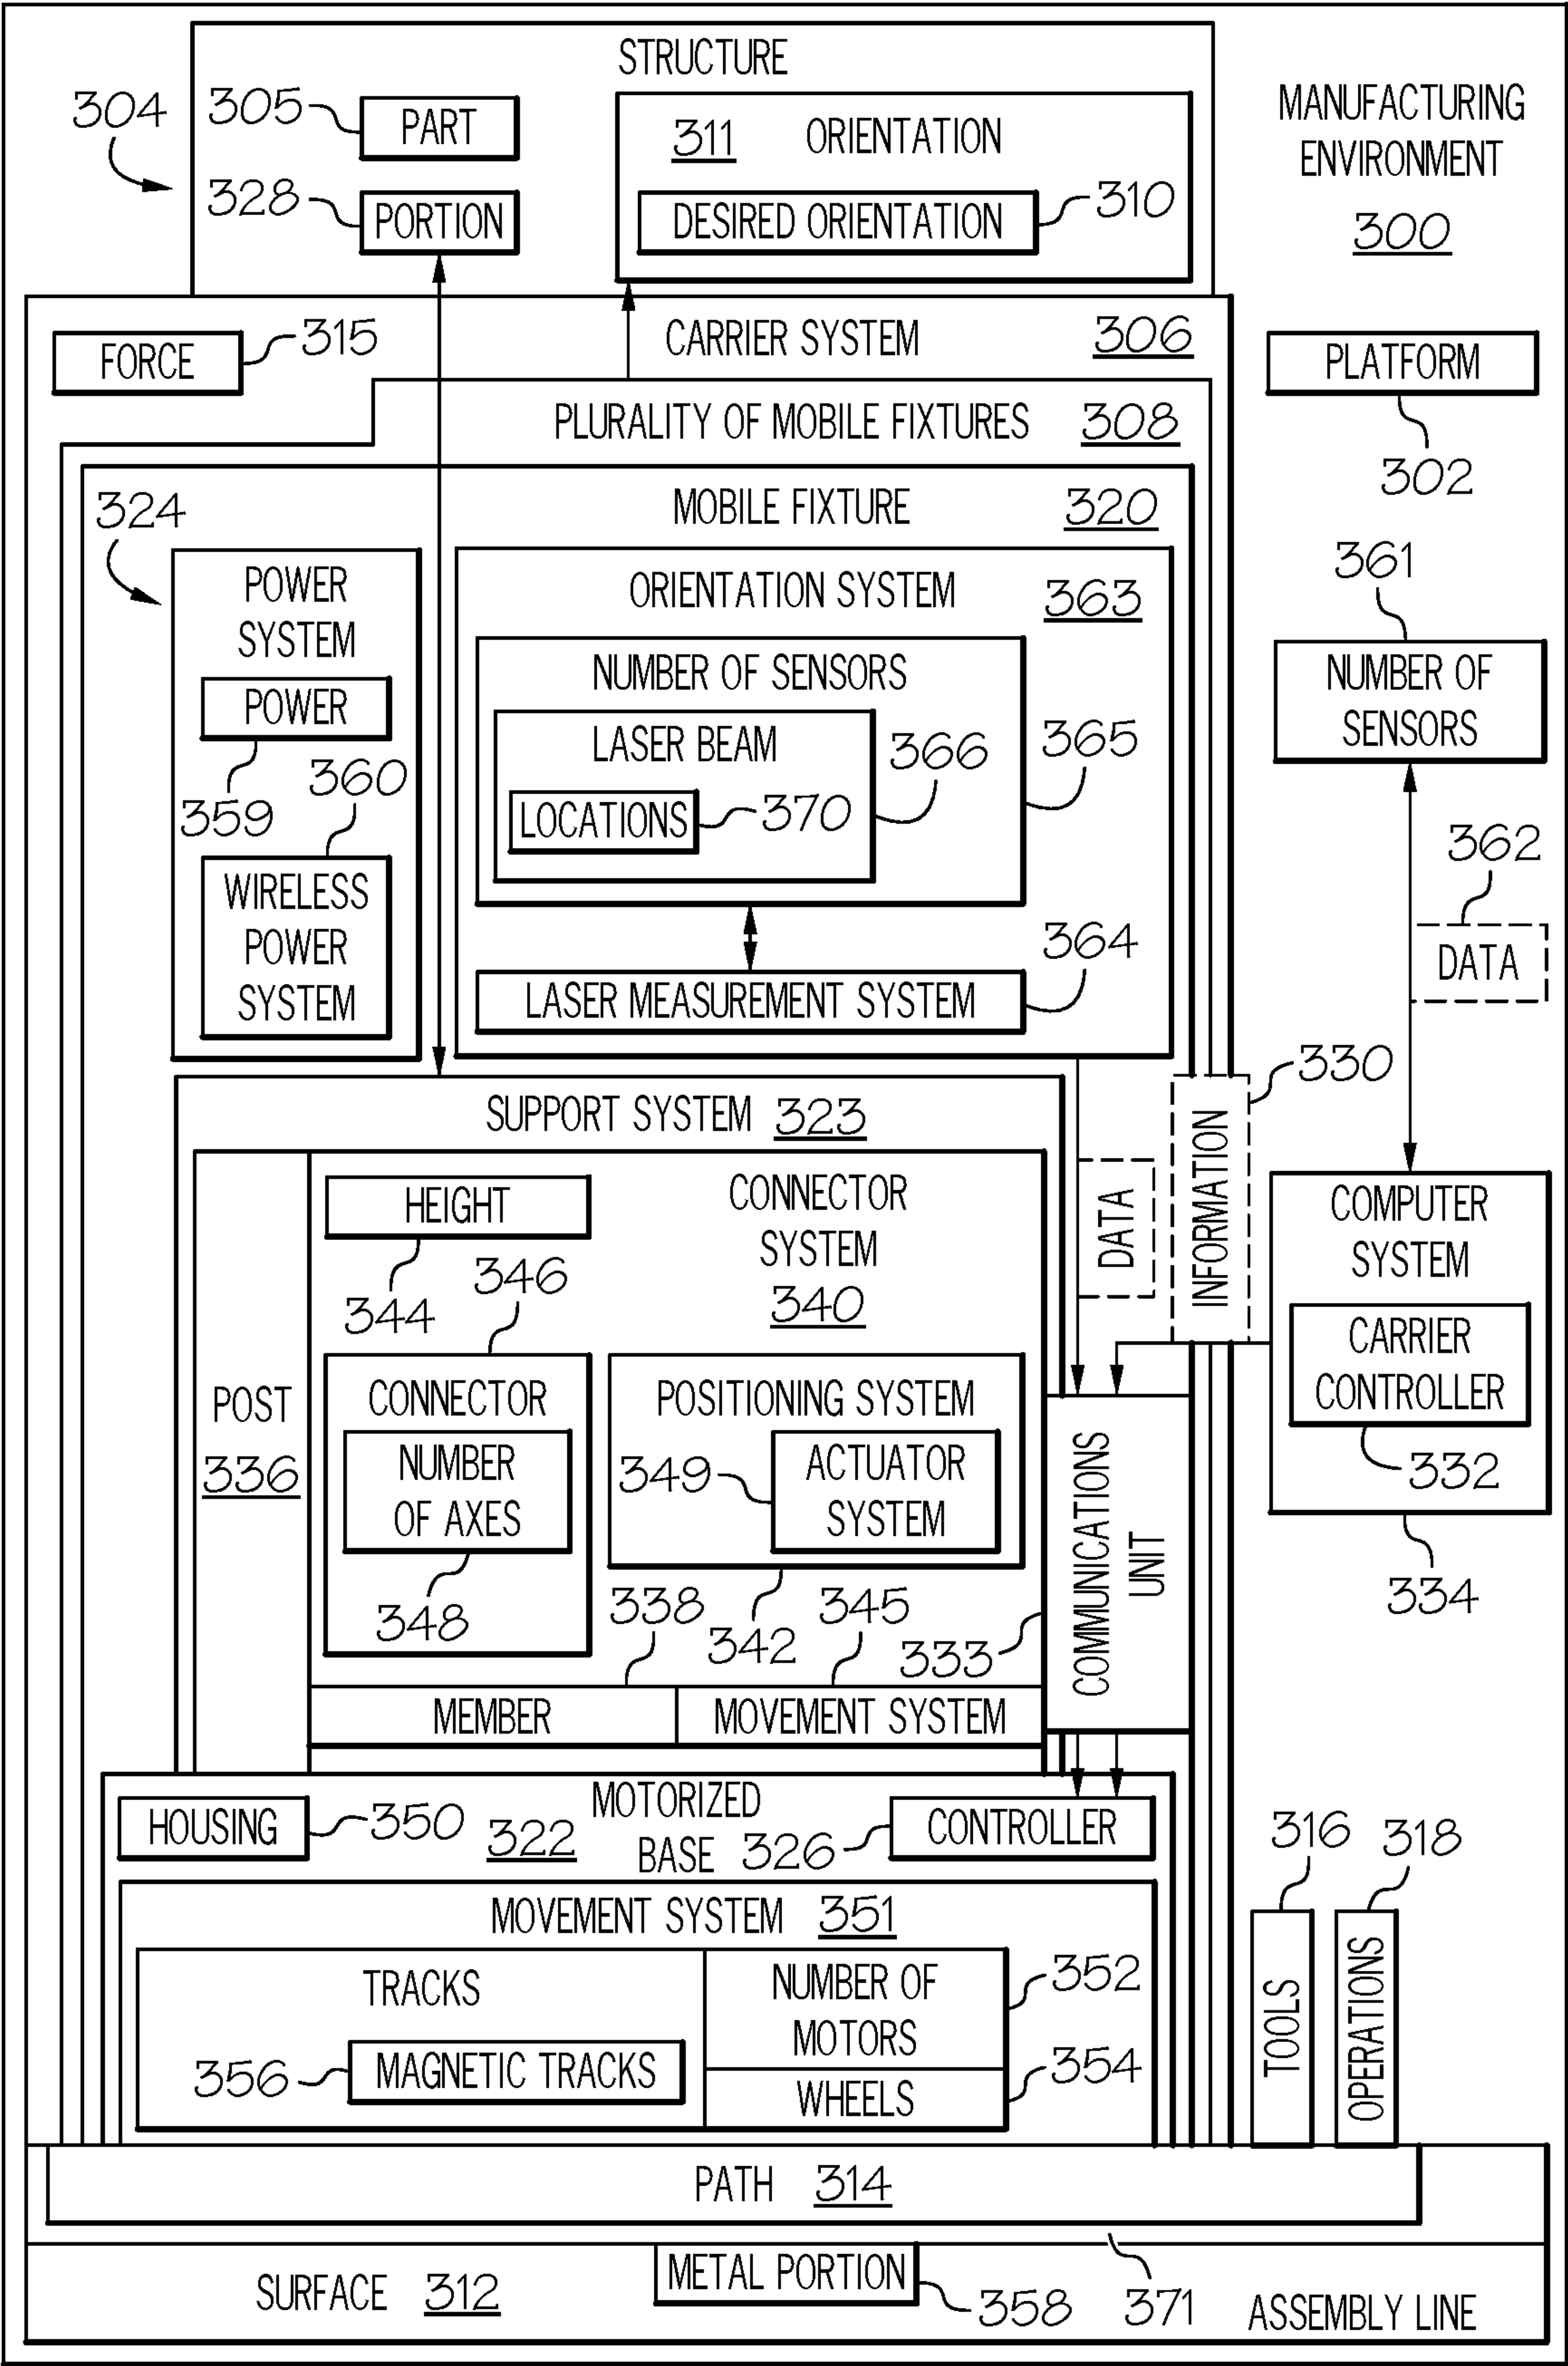 STRUCTURE
304
305
PART
328
PORTION
311 ORIENTATION
DESIRED ORIENTATION
310
MANUFACTURING
ENVIRONMENT
300
FORCE
315
CARRIER SYSTEM 306
PLATFORM
302
PLURALITY OF MOBILE FIXTURES 308
MOBILE FIXTURE 320
324
POWER
SYSTEM
POWER
359
360
WIRELESS
POWER
SYSTEM
ORIENTATION SYSTEM 363
NUMBER OF SENSORS
LASER BEAM
LOCATIONS
370
366
365
LASER MEASUREMENT SYSTEM
364
361
NUMBER OF
SENSORS
362
DATA
330
INFORMATION
DATA
SUPPORT SYSTEM 323
HEIGHT
344
CONNECTOR
SYSTEM
340
346
POST
336
CONNECTOR
NUMBER
OF AXES
348
POSITIONING SYSTEM
349
ACTUATOR
SYSTEM
338
342
345
333
COMMUNICATIONS
UNIT
COMPUTER
SYSTEM
CARRIER
CONTROLLER
332
334
MEMBER
MOVEMENT SYSTEM
HOUSING
350
MOTORIZED
BASE
322
326
CONTROLLER
MOVEMENT SYSTEM 351
TRACKS
356
MAGNETIC TRACKS
NUMBER OF
MOTORS
352
WHEELS
354
316
TOOLS
318
OPERATIONS
PATH 314
SURFACE 312
METAL PORTION
358
371
ASSEMBLY LINE